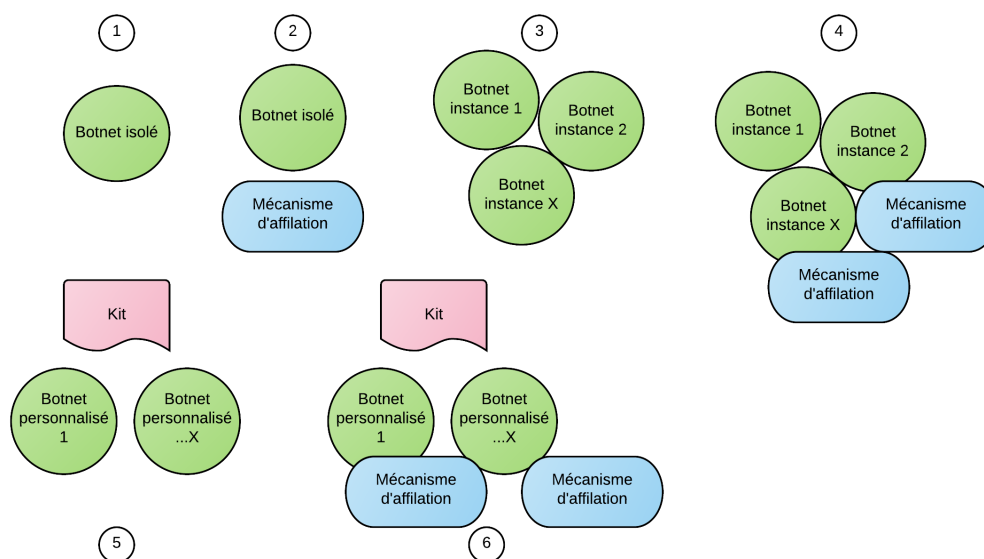 1
2
3
4
Botnet isolé
Botnet isolé
Mécanisme
d'affilation
Botnet
instance 1
Botnet
instance 2
Botnet
instance X
Botnet
instance 1
Botnet
instance 2
Botnet
instance X
Mécanisme
d'affilation
Mécanisme
d'affilation
Kit
Botnet
personnalisé
1
Botnet
personnalisé
...X
5
Kit
Botnet
personnalisé
1
Botnet
personnalisé
...X
Mécanisme
d'affilation
Mécanisme
d'affilation
6